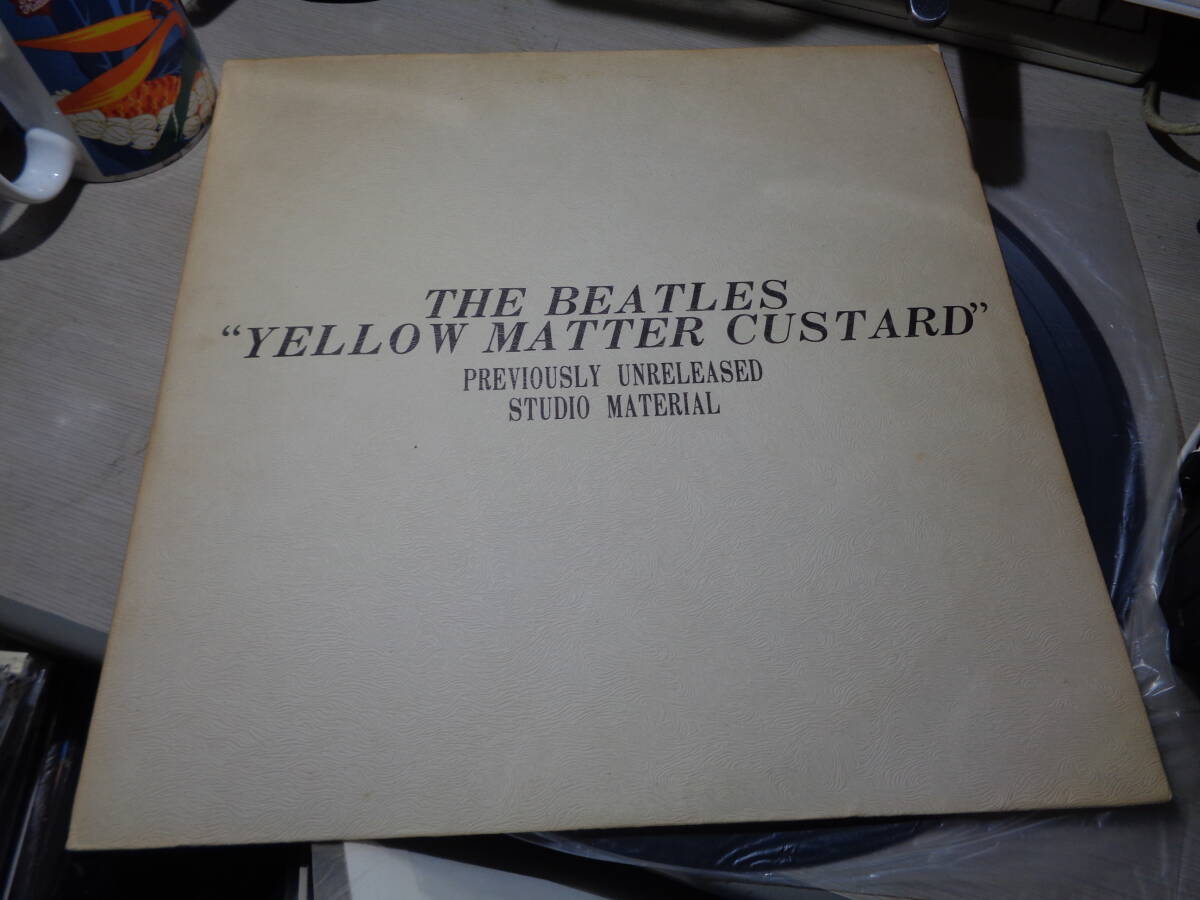 THE BEATLES
“YELLOW MATTER CUSTARD”
PREVIOUSLY UNRELEASED
STUDIO MATERIAL